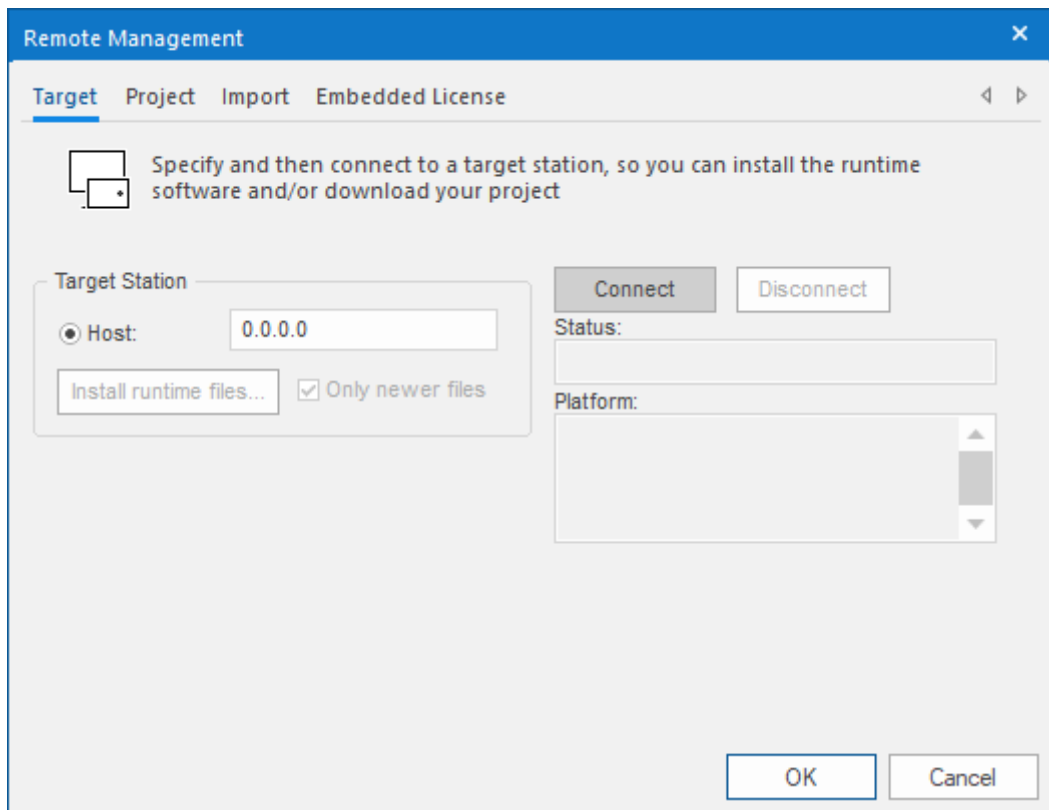 Remote Management
Target Project Import Embedded License
Specify and then connect to a target station, so you can install the runtime
software and/or download your project
Target Station
Host: 0.0.0.0
Install runtime files... Only newer files
Connect Disconnect
Status:
Platform:
OK Cancel